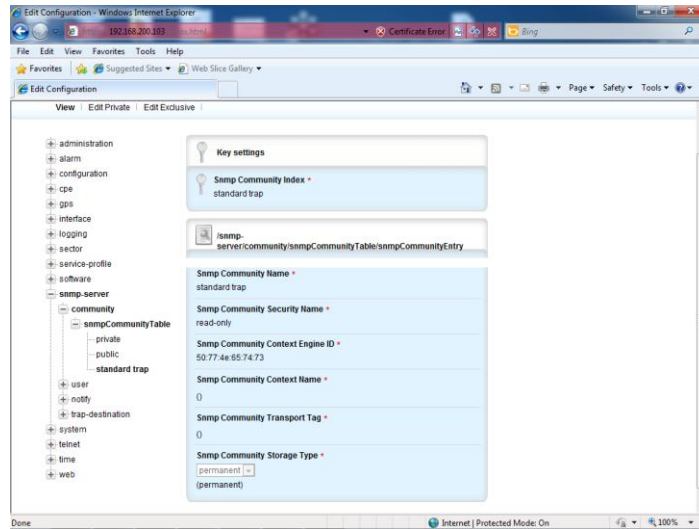 Edit Configuration - Windows Internet Explorer
192.168.200.103
Certificate Error
Bing
File Edit View Favorites Tools Help
Favorites Suggested Sites Web Slice Gallery
Edit Configuration
Page Safety Tools
View | Edit Private | Edit Exclusive |
administration
alarm
configuration
cpe
gps
interface
logging
sector
service-profile
software
snmp-server
community
snmpCommunityTable
private
public
standard trap
user
notify
trap-destination
system
telnet
time
web
Key settings
Snmp Community Index *
standard trap
/snmp-
server/community/snmpCommunityTable/snmpCommunityEntry
Snmp Community Name *
standard trap
Snmp Community Security Name *
read-only
Snmp Community Context Engine ID *
50:77:4e:65:74:73
Snmp Community Context Name *
()
Snmp Community Transport Tag *
()
Snmp Community Storage Type *
permanent
(permanent)
Done
Internet | Protected Mode: On
100%